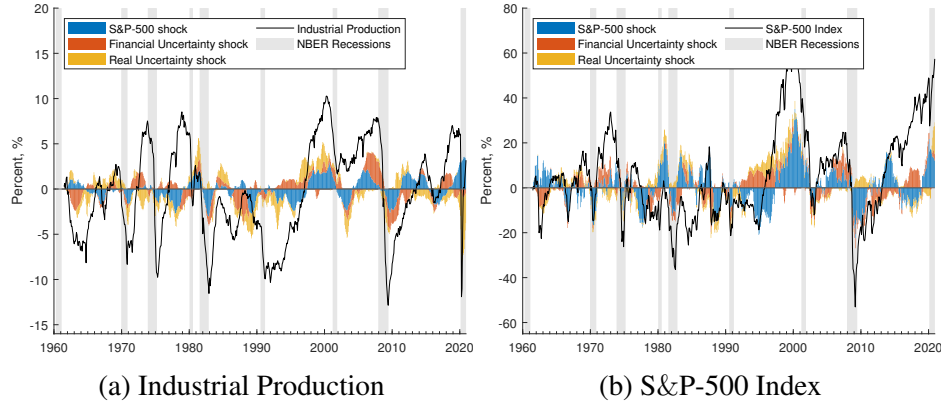 S&P-500 shock
Financial Uncertainty shock
Real Uncertainty shock
Industrial Production
NBER Recessions
Percent, %
20
15
10
5
0
-5
-10
-15
1960 1970 1980 1990 2000 2010 2020
(a) Industrial Production
S&P-500 shock
Financial Uncertainty shock
Real Uncertainty shock
S&P-500 Index
NBER Recessions
Percent, %
80
60
40
20
0
-20
-40
-60
1960 1970 1980 1990 2000 2010 2020
(b) S&P-500 Index